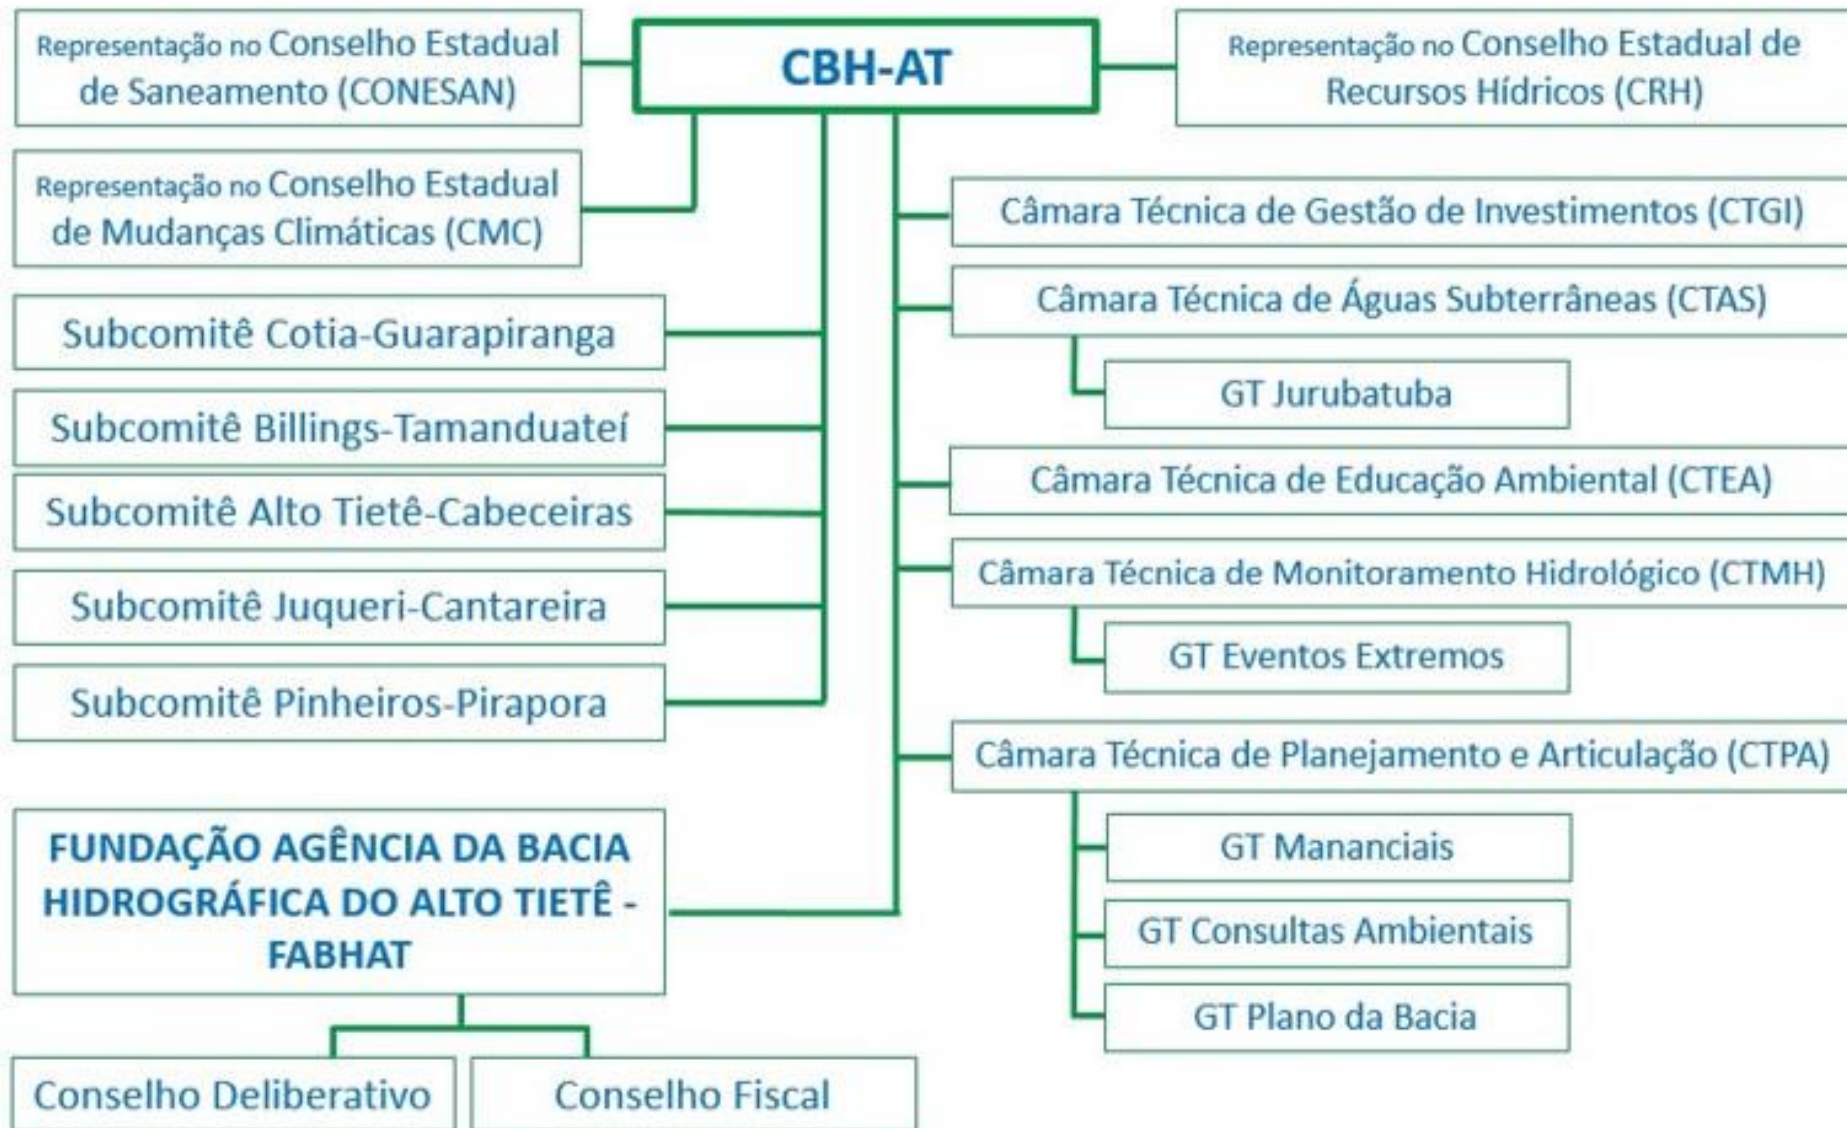 Representação no Conselho Estadual
de Saneamento (CONESAN)
CBH-AT
Representação no Conselho Estadual de
Recursos Hídricos (CRH)
Representação no Conselho Estadual
de Mudanças Climáticas (CMC)
Subcomitê Cotia-Guarapiranga
Subcomitê Billings-Tamanduateí
Subcomitê Alto Tietê-Cabeceiras
Subcomitê Juqueri-Cantareira
Subcomitê Pinheiros-Pirapora
Câmara Técnica de Gestão de Investimentos (CTGI)
Câmara Técnica de Águas Subterrâneas (CTAS)
GT Jurubatuba
Câmara Técnica de Educação Ambiental (CTEA)
Câmara Técnica de Monitoramento Hidrológico (CTMH)
GT Eventos Extremos
Câmara Técnica de Planejamento e Articulação (CTPA)
GT Mananciais
GT Consultas Ambientais
GT Plano da Bacia
FUNDAÇÃO AGÊNCIA DA BACIA
HIDROGRÁFICA DO ALTO TIETÊ -
FABHAT
Conselho Deliberativo
Conselho Fiscal